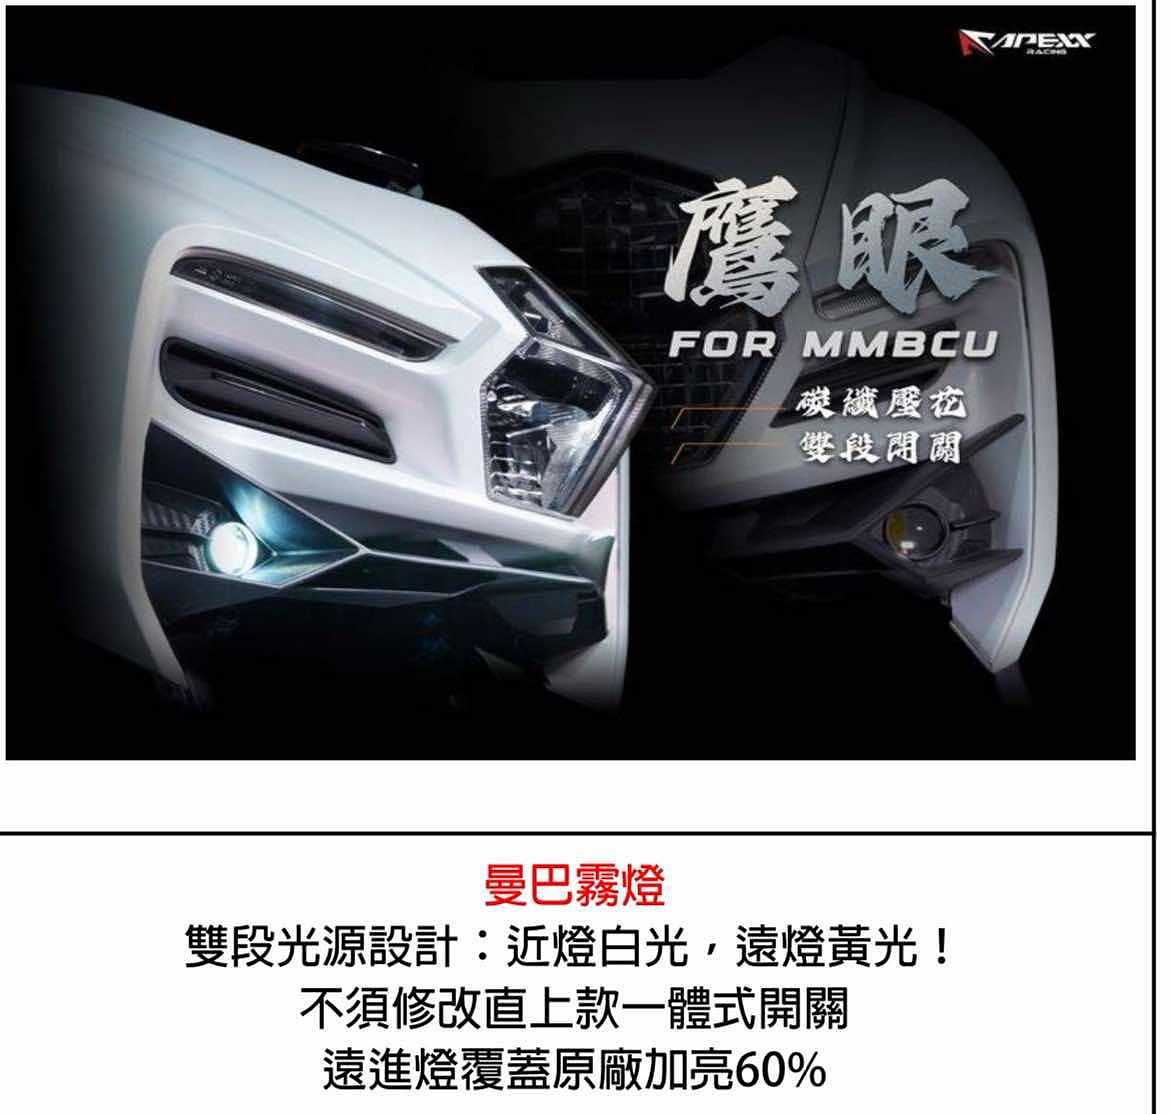 APEXX
RACING
鷹眼
FOR MMBCU
碳纖壓花
雙段開關
曼巴霧燈
雙段光源設計：近燈白光，遠燈黃光！
不須修改直上款一體式開關
遠進燈覆蓋原廠加亮60%